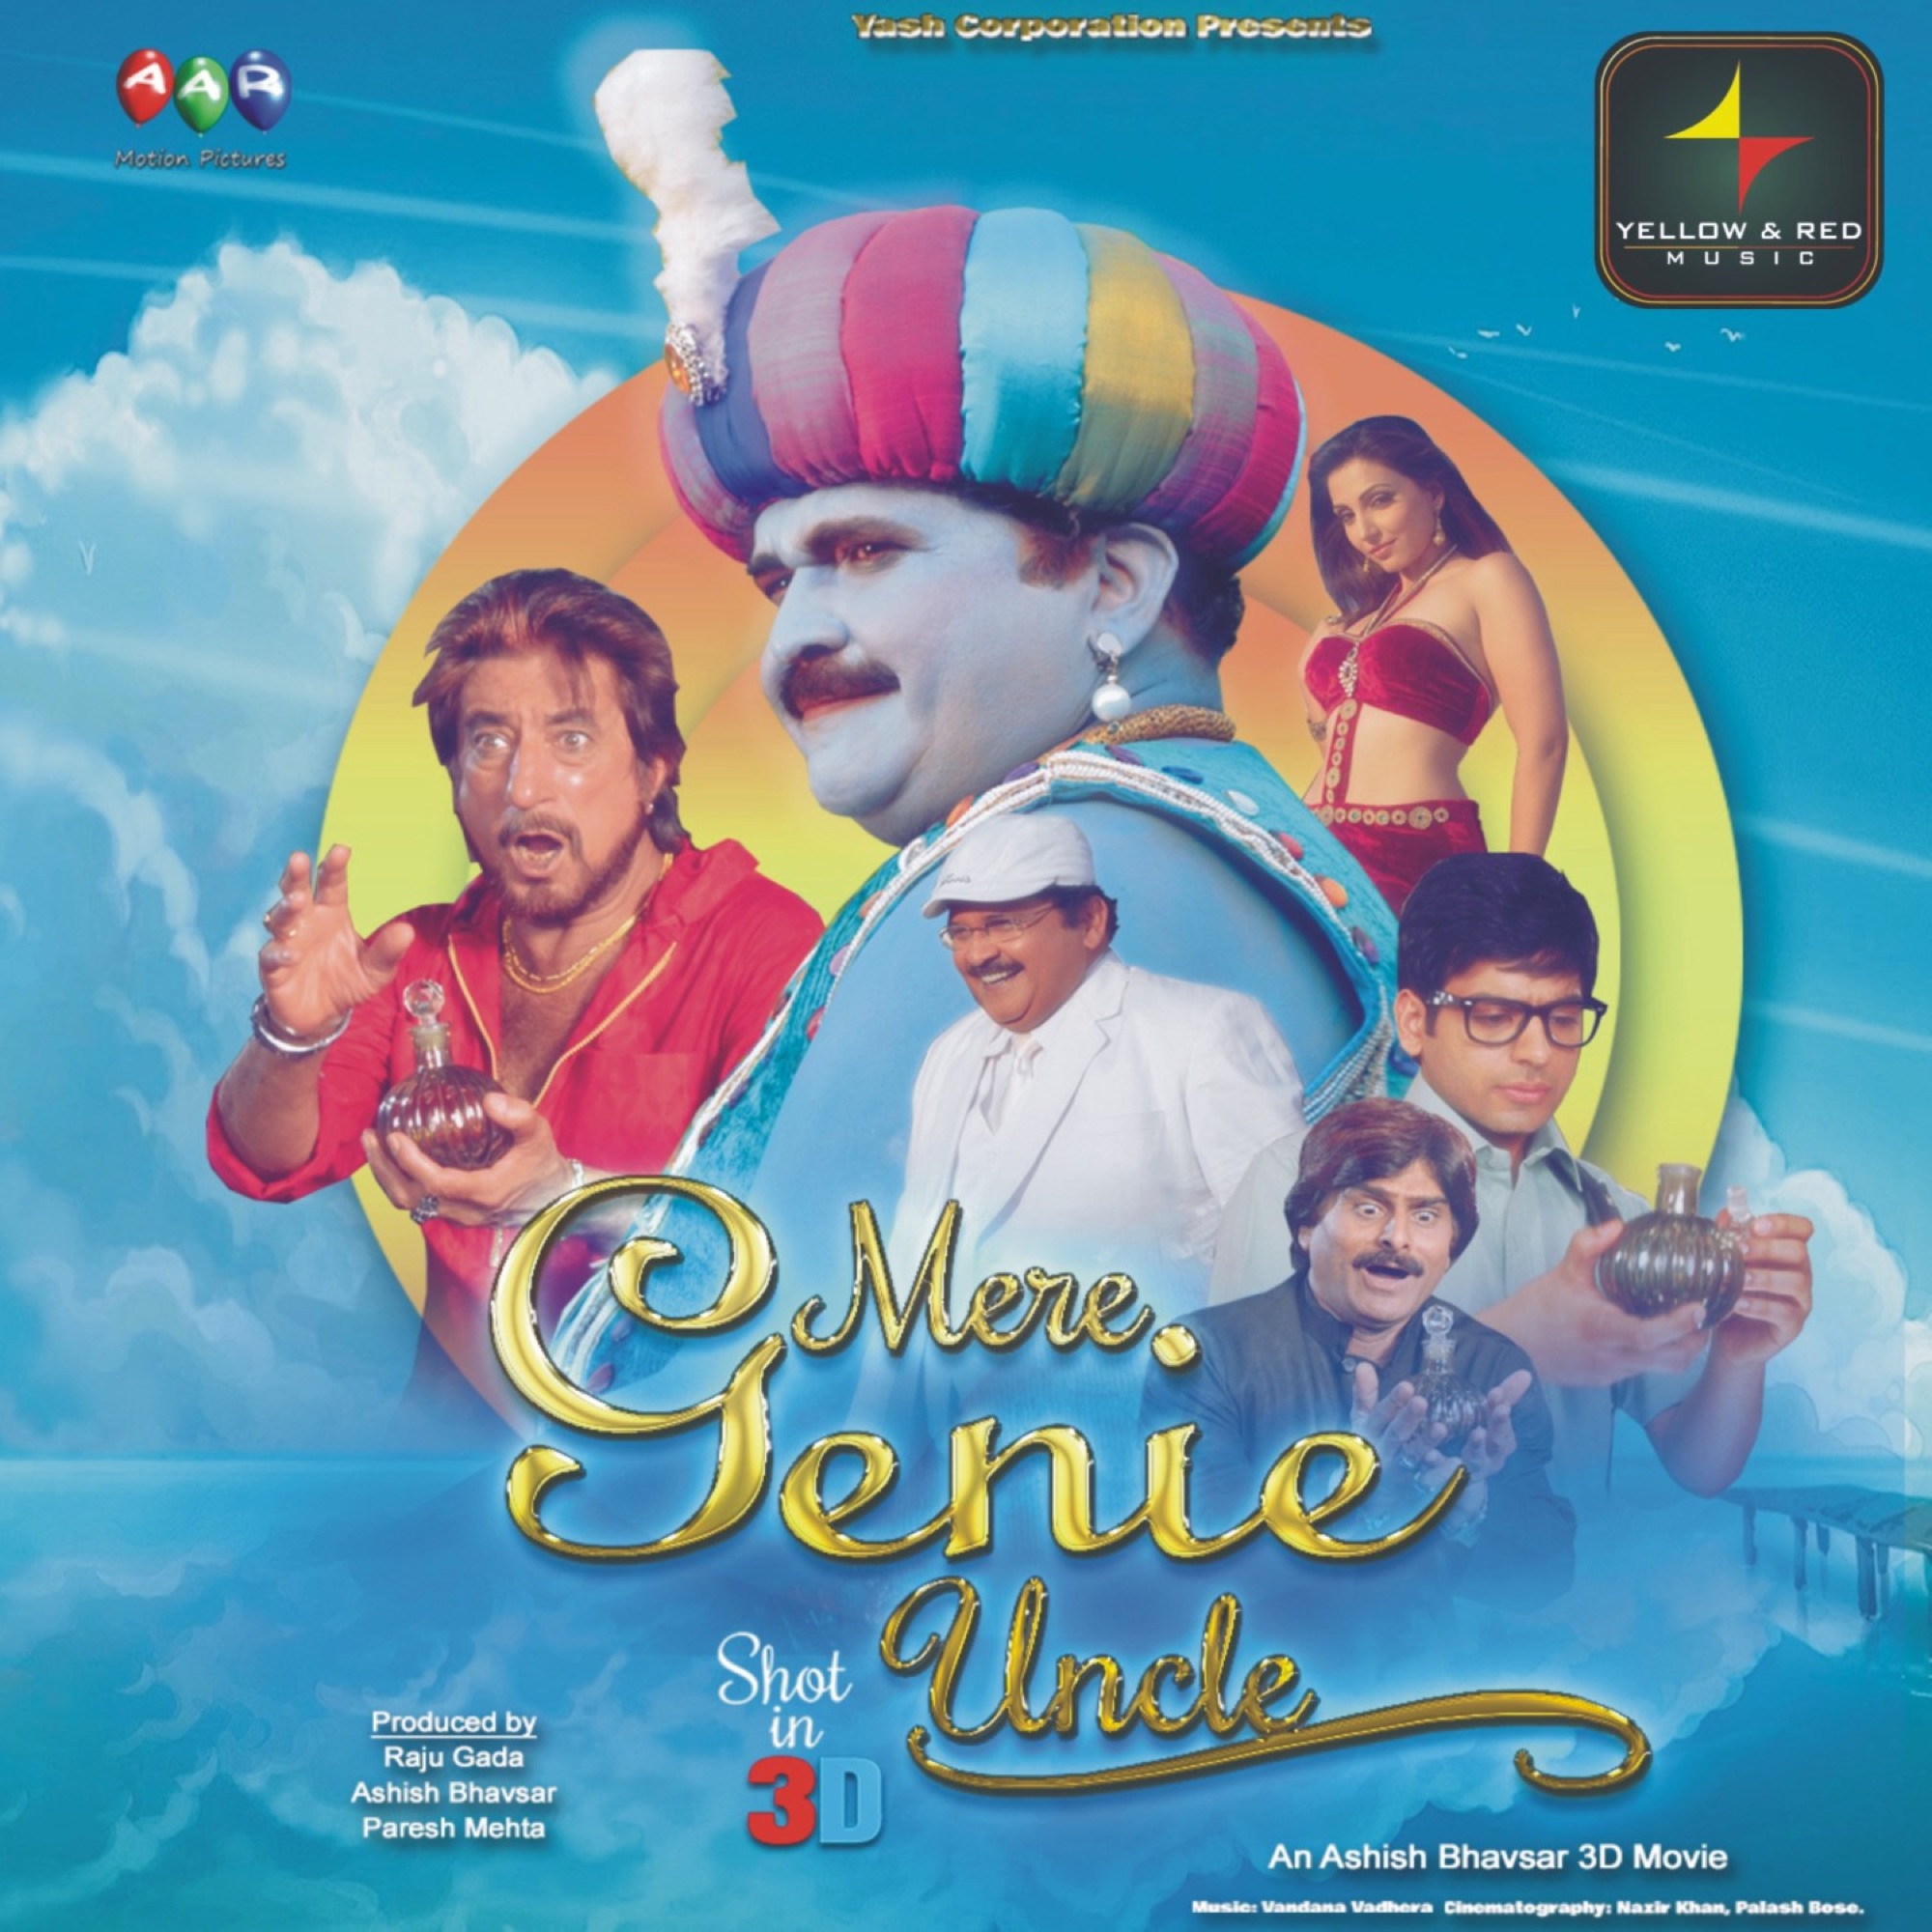 Yash Corporation Presents
AAR
Motion Pictures
YELLOW & RED
MUSIC
Mere
Genie
Uncle
Shot
in
3D
Produced by
Raju Gada
Ashish Bhavsar
Paresh Mehta
An Ashish Bhavsar 3D Movie
Music: Vandana Vadhera Cinematography: Nazir Khan, Palash Bose.